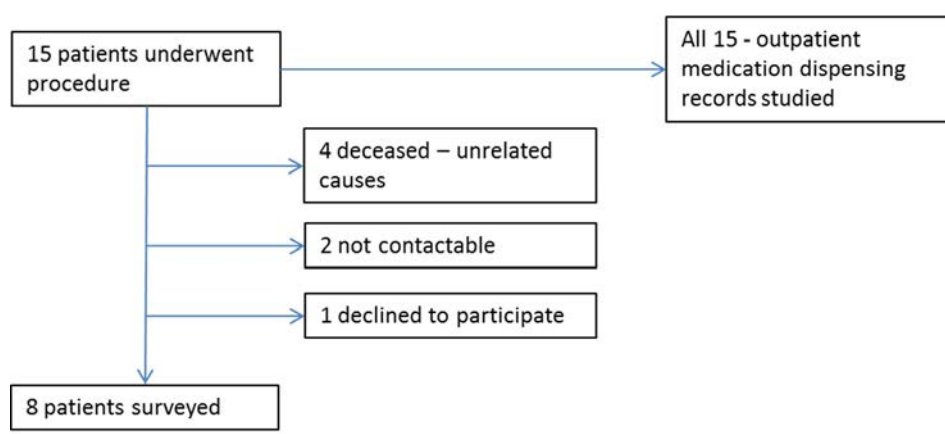 15 patients underwent
procedure
All 15 - outpatient
medication dispensing
records studied
4 deceased – unrelated
causes
2 not contactable
1 declined to participate
8 patients surveyed